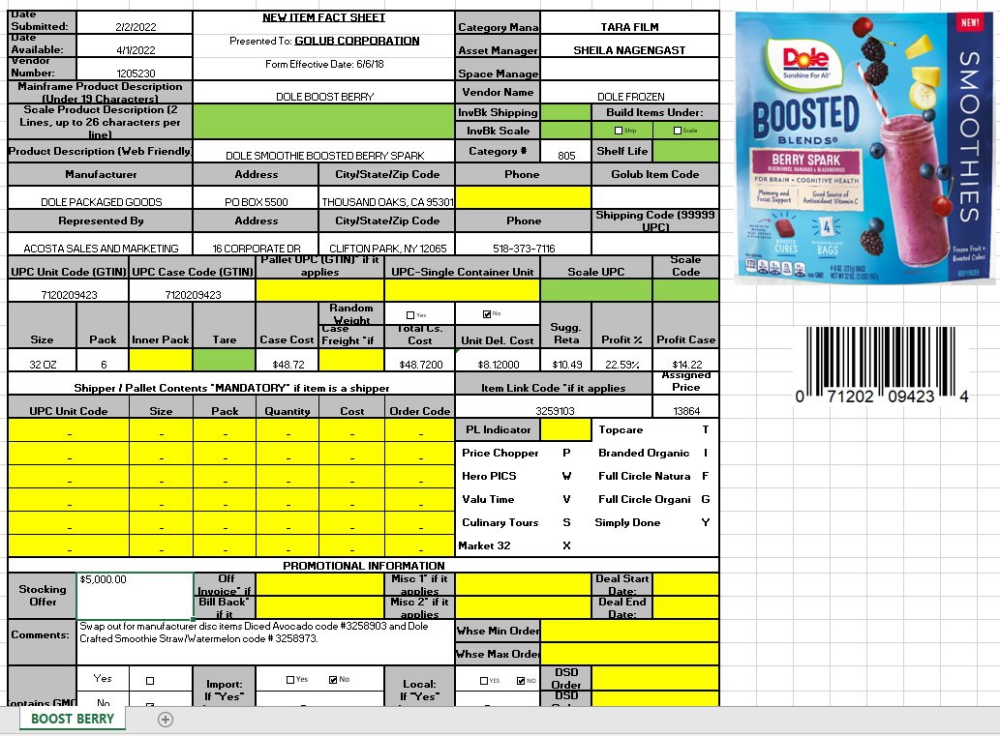 Date Submitted: 2/2/2022
NEW ITEM FACT SHEET
Category Mana TARA FILM
Date Available: 4/1/2022
Presented To: GOLUB CORPORATION
Asset Manager SHEILA NAGENGAST
Vendor Number: 1205230
Form Effective Date: 6/6/18
Space Manage
Mainframe Product Description (Under 19 Characters) DOLE BOOST BERRY Vendor Name DOLE FROZEN
Scale Product Description (2 Lines, up to 26 characters per line)
InvBk Shipping Build Items Under:
InvBk Scale Ship Scale
Product Description (Web Friendly) DOLE SMOOTHIE BOOSTED BERRY SPARK Category # 805 Shelf Life
Manufacturer Address City/State/Zip Code Phone Golub Item Code
DOLE PACKAGED GOODS PO BOX 5500 THOUSAND OAKS, CA 95301
Represented By Address City/State/Zip Code Phone Shipping Code (99999 UPC)
ACOSTA SALES AND MARKETING 16 CORPORATE DR CLIFTON PARK, NY 12065 518-373-7116
UPC Unit Code (GTIN) UPC Case Code (GTIN) Pallet UPC (GTIN)" if it applies UPC-Single Container Unit Scale UPC Scale Code
7120209423 7120209423
Size Pack Inner Pack Tare Case Cost Random Weight Yes No
Case Freight "if Total Cs. Cost Unit Del. Cost Sugg. Reta Profit % Profit Case
32 OZ 6 $48.72 $48.7200 $8.12000 $10.49 22.59% $14.22
Shipper / Pallet Contents "MANDATORY" if item is a shipper Item Link Code "if it applies Assigned Price
UPC Unit Code Size Pack Quantity Cost Order Code 3259103 13864
PL Indicator Topcare T
Price Chopper P Branded Organic I
Hero PICS W Full Circle Natura F
Valu Time V Full Circle Organi G
Culinary Tours S Simply Done Y
Market 32 X
PROMOTIONAL INFORMATION
Stocking Offer $5,000.00 Off Invoice" if Misc 1" if it applies Deal Start Date:
Bill Back" if it Misc 2" if it applies Deal End Date:
Comments: Swap out for manufacturer disc items Diced Avocado code #3258903 and Dole
Crafted Smoothie Straw/Watermelon code # 3258973.
Whse Min Order
Whse Max Order
Yes Import: If "Yes" Yes No Local: If "Yes" YES NO DSD Order
Contains GMO No DSD
BOOST BERRY
Dole
Sunshine For All
NEW!
BOOSTED
BLENDS
BERRY SPARK
BLUEBERRIES, BANANAS & BLACKBERRIES
FOR BRAIN + COGNITIVE HEALTH
Memory and Focus Support
Good Source of Antioxidant Vitamin C
BOOSTED CUBES
4
BAGS
170
SMOOTHIES
Frozen Fruit + Boosted Cubes
KEEP FROZEN
0 71202 09423 4